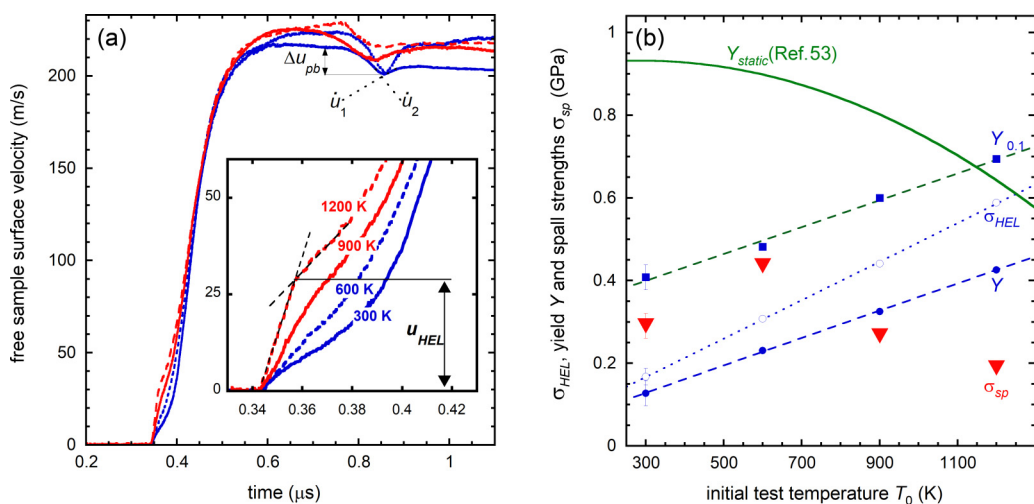 (a)
free sample surface velocity (m/s)
200
150
100
50
0
0.2
0.4
0.6
0.8
1
time (μs)
Δu_pb
u̇_1
u̇_2
50
25
0
0.34
0.36
0.38
0.4
0.42
1200 K
900 K
600 K
300 K
u_HEL
(b)
σ_HEL, yield Y and spall strengths σ_sp (GPa)
1
0.8
0.6
0.4
0.2
0
300
500
700
900
1100
initial test temperature T_0 (K)
Y_static(Ref.53)
Y_0.1
σ_HEL
Y
σ_sp